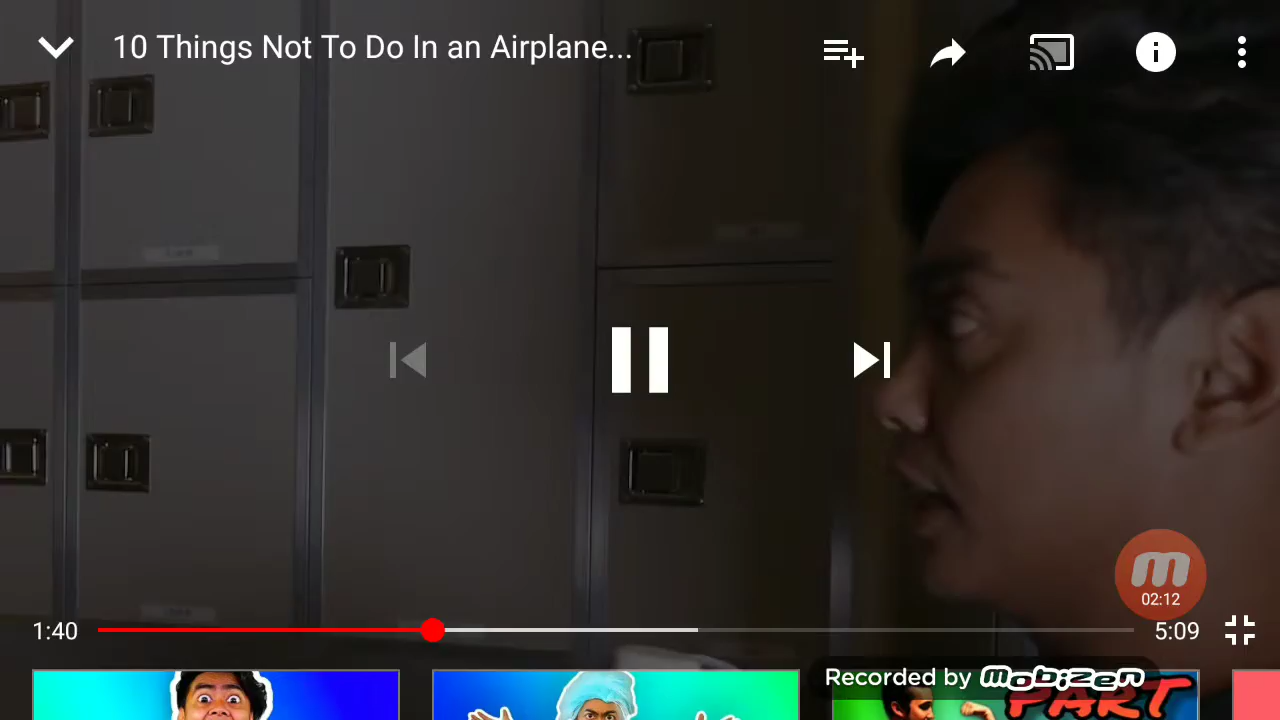 10 Things Not To Do In an Airplane...
m
02:12
1:40
5:09
Recorded by mobizen
PART